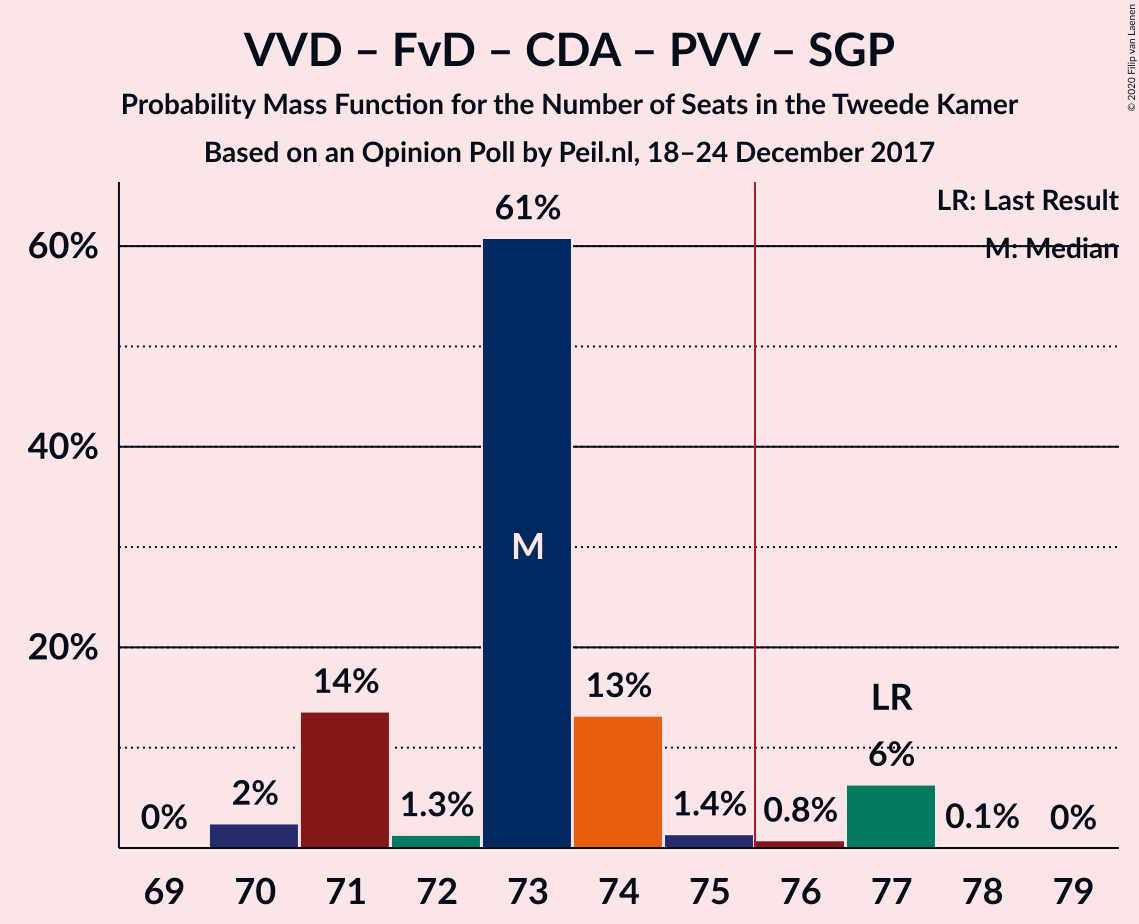 VVD – FvD – CDA – PVV – SGP
Probability Mass Function for the Number of Seats in the Tweede Kamer
Based on an Opinion Poll by Peil.nl, 18–24 December 2017
© 2020 Filip van Laenen
LR: Last Result
M: Median
60%
40%
20%
61%
M
14%
13%
LR
6%
0%
2%
1.3%
1.4%
0.8%
0.1%
0%
69 70 71 72 73 74 75 76 77 78 79